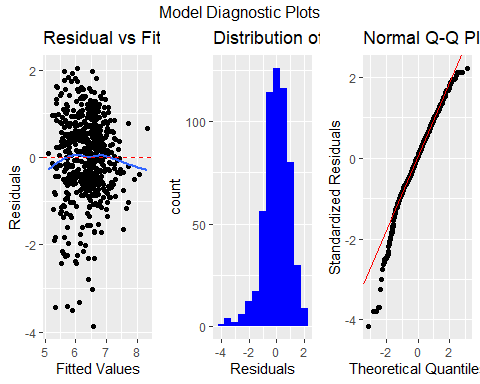 Model Diagnostic Plots
Residual vs Fit
Distribution of
Normal Q-Q Pl
2
0
-2
-4
Residuals
5
6
7
8
Fitted Values
100
50
0
count
-4
-2
0
2
Residuals
2
0
-2
-4
Standardized Residuals
-2
0
2
Theoretical Quantiles